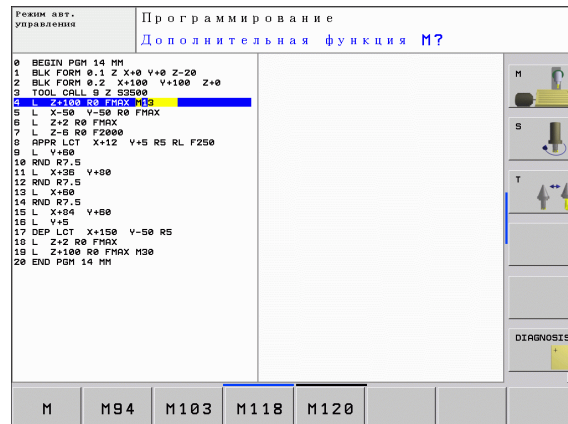 Режим авт.
управления
Программирование
Дополнительная функция M?
0 BEGIN PGM 14 MM
1 BLK FORM 0.1 Z X+0 Y+0 Z-20
2 BLK FORM 0.2 X+100 Y+100 Z+0
3 TOOL CALL 9 Z S3500
4 L Z+100 R0 FMAX M13
5 L X-50 Y-50 R0 FMAX
6 L Z+2 R0 FMAX
7 L Z-6 R0 F2000
8 APPR LCT X+12 Y+5 R5 RL F250
9 L Y+60
10 RND R7.5
11 L X+36 Y+80
12 RND R7.5
13 L X+60
14 RND R7.5
15 L X+84 Y+60
16 L Y+5
17 DEP LCT X+150 Y-50 R5
18 L Z+2 R0 FMAX
19 L Z+100 R0 FMAX M30
20 END PGM 14 MM
M
S
T
DIAGNOSIS
M M94 M103 M118 M120